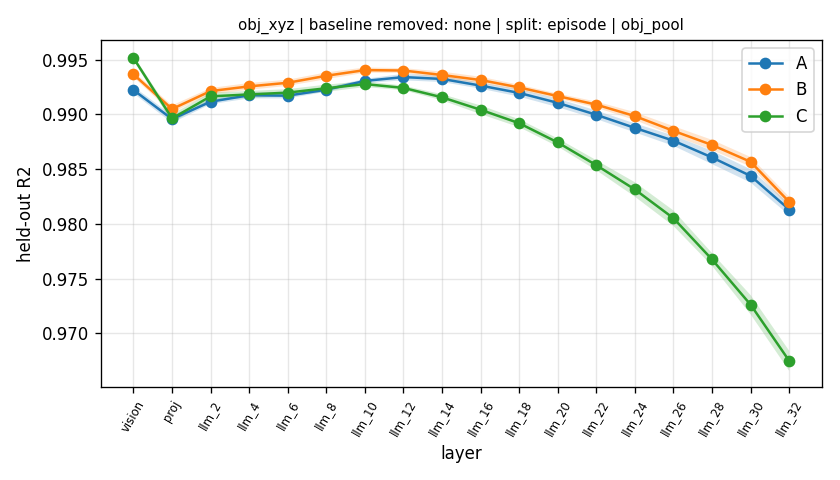 obj_xyz | baseline removed: none | split: episode | obj_pool
held-out R2
0.995
0.990
0.985
0.980
0.975
0.970
A
B
C
vision
proj
llm_2
llm_4
llm_6
llm_8
llm_10
llm_12
llm_14
llm_16
llm_18
llm_20
llm_22
llm_24
llm_26
llm_28
llm_30
llm_32
layer